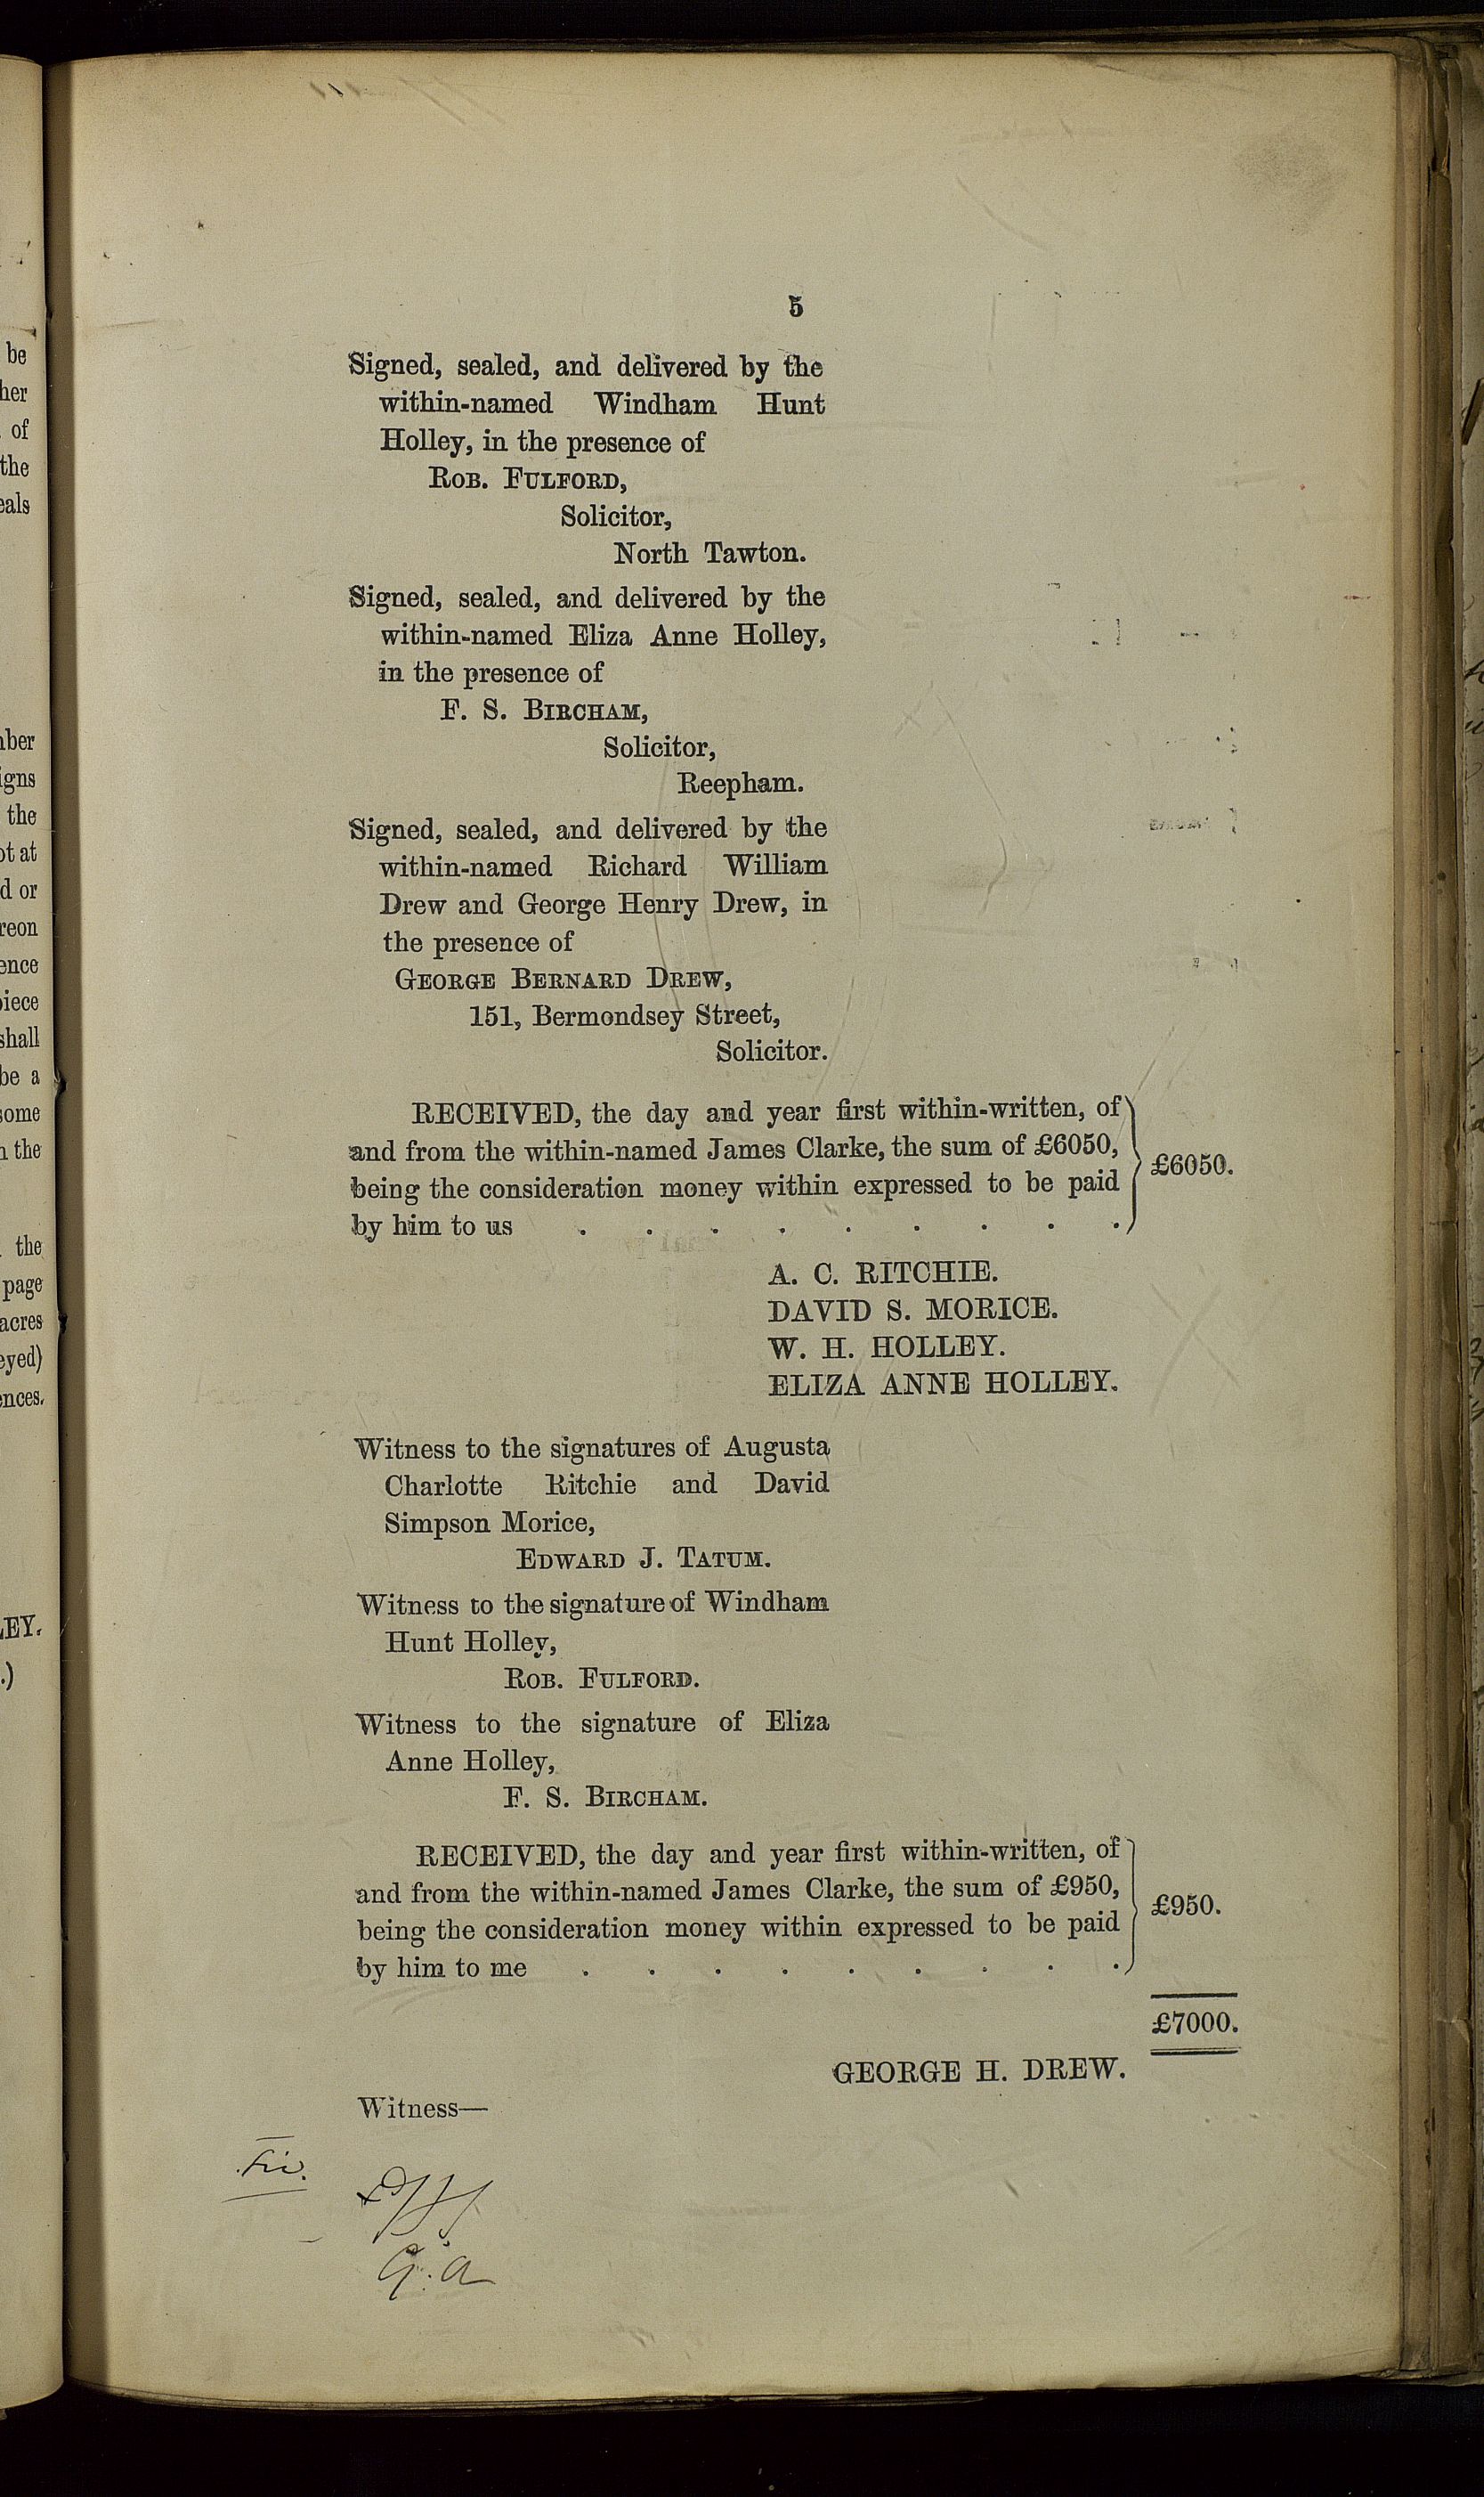 5
Signed, sealed, and delivered by the
within-named Windham Hunt
Holley, in the presence of
ROB. FULFORD,
Solicitor,
North Tawton.
Signed, sealed, and delivered by the
within-named Eliza Anne Holley,
in the presence of
F. S. BIRCHAM,
Solicitor,
Reepham.
Signed, sealed, and delivered by the
within-named Richard William
Drew and George Henry Drew, in
the presence of
GEORGE BERNARD DREW,
151, Bermondsey Street,
Solicitor.
RECEIVED, the day and year first within-written, of
and from the within-named James Clarke, the sum of £6050,
being the consideration money within expressed to be paid
by him to us . . . . . . . . .
£6050.
A. C. RITCHIE.
DAVID S. MORICE.
W. H. HOLLEY.
ELIZA ANNE HOLLEY.
Witness to the signatures of Augusta
Charlotte Ritchie and David
Simpson Morice,
EDWARD J. TATUM.
Witness to the signature of Windham
Hunt Holley,
ROB. FULFORD.
Witness to the signature of Eliza
Anne Holley,
F. S. BIRCHAM.
RECEIVED, the day and year first within-written, of
and from the within-named James Clarke, the sum of £950,
being the consideration money within expressed to be paid
by him to me . . . . . . . . .
£950.
£7000.
GEORGE H. DREW.
Witness—
G. a